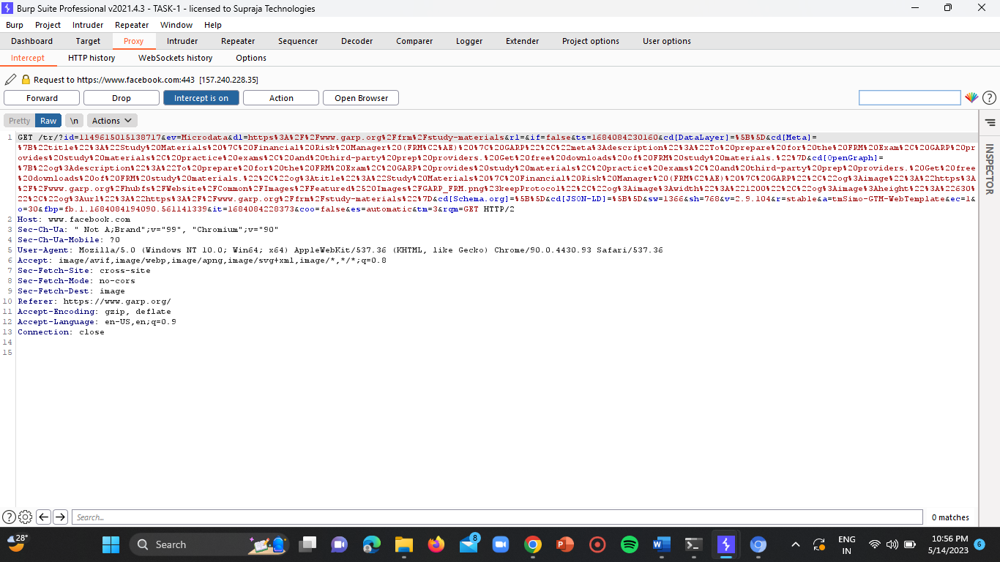 Burp Suite Professional v2021.4.3 - TASK-1 - licensed to Supraja Technologies
Burp Project Intruder Repeater Window Help
Dashboard Target Proxy Intruder Repeater Sequencer Decoder Comparer Logger Extender Project options User options
Intercept HTTP history WebSockets history Options
Request to https://www.facebook.com:443 [157.240.228.35]
Forward Drop Intercept is on Action Open Browser ?
Pretty Raw \n Actions
INSPECTOR
1 GET /tr/?id=1149615015138717&ev=Microdata&dl=https%3A%2F%2Fwww.garp.org%2Ffrm%2Fstudy-materials&rl=&if=false&ts=1684084230160&cd[DataLayer]=%5B%5D&cd[Meta]=
%7B%22title%22%3A%22Study%20Materials%20%7C%20Financial%20Risk%20Manager%20(FRM%C2%AE)%20%7C%20GARP%22%2C%22meta%3Adescription%22%3A%22To%20prepare%20for%20the%20FRM%20Exam%2C%20GARP%20pr
ovides%20study%20materials%2C%20practice%20exams%2C%20and%20third-party%20prep%20providers.%20Get%20free%20downloads%20of%20FRM%20study%20materials.%22%7D&cd[OpenGraph]=
%7B%22og%3Adescription%22%3A%22To%20prepare%20for%20the%20FRM%20Exam%2C%20GARP%20provides%20study%20materials%2C%20practice%20exams%2C%20and%20third-party%20prep%20providers.%20Get%20free
%20downloads%20of%20FRM%20study%20materials.%22%2C%22og%3Atitle%22%3A%22Study%20Materials%20%7C%20Financial%20Risk%20Manager%20(FRM%C2%AE)%20%7C%20GARP%22%2C%22og%3Aimage%22%3A%22https%3A
%2F%2Fwww.garp.org%2Fhubfs%2FWebsite%2FCommon%2FImages%2FFeatured%2520Images%2FGARP_FRM.png%23keepProtocol%22%2C%22og%3Aimage%3Awidth%22%3A%221200%22%2C%22og%3Aimage%3Aheight%22%3A%22630%
22%2C%22og%3Aurl%22%3A%22https%3A%2F%2Fwww.garp.org%2Ffrm%2Fstudy-materials%22%7D&cd[Schema.org]=%5B%5D&cd[JSON-LD]=%5B%5D&sw=1366&sh=768&v=2.9.104&r=stable&a=tmSimo-GTM-WebTemplate&ec=1&
o=30&fbp=fb.1.1684084194090.561141339&it=1684084228373&coo=false&es=automatic&tm=3&rqm=GET HTTP/2
2 Host: www.facebook.com
3 Sec-Ch-Ua: " Not A;Brand";v="99", "Chromium";v="90"
4 Sec-Ch-Ua-Mobile: ?0
5 User-Agent: Mozilla/5.0 (Windows NT 10.0; Win64; x64) AppleWebKit/537.36 (KHTML, like Gecko) Chrome/90.0.4430.93 Safari/537.36
6 Accept: image/avif,image/webp,image/apng,image/svg+xml,image/*,*/*;q=0.8
7 Sec-Fetch-Site: cross-site
8 Sec-Fetch-Mode: no-cors
9 Sec-Fetch-Dest: image
10 Referer: https://www.garp.org/
11 Accept-Encoding: gzip, deflate
12 Accept-Language: en-US,en;q=0.9
13 Connection: close
14
15
? Search... 0 matches
28° Search 8 ENG IN 10:56 PM 5/14/2023 6